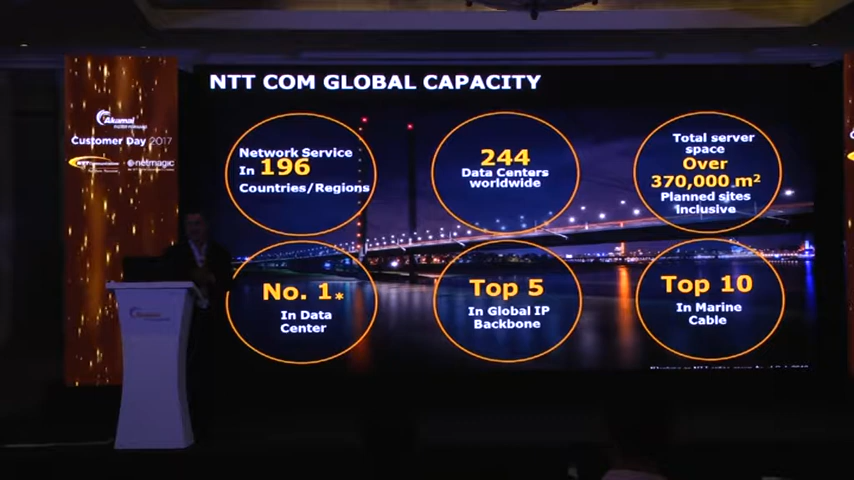 NTT COM GLOBAL CAPACITY
Akamai
Customer Day 2017
netmagic
Network Service
In 196
Countries/Regions
244
Data Centers
worldwide
Total server
space
Over
370,000 m²
Planned sites
inclusive
No. 1*
In Data
Center
Top 5
In Global IP
Backbone
Top 10
In Marine
Cable